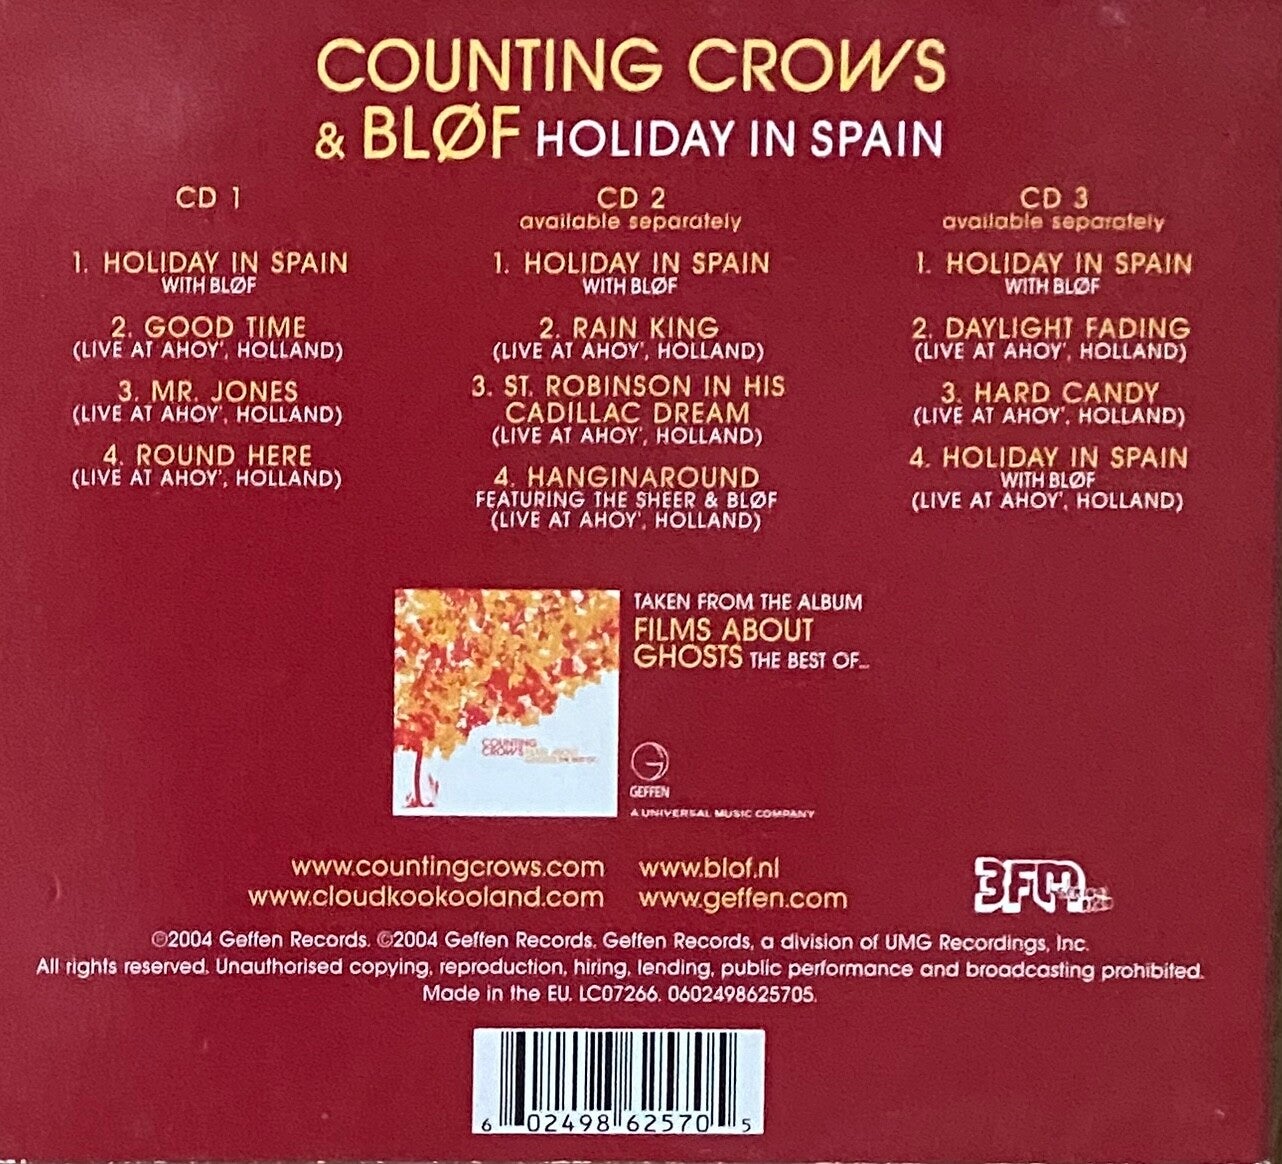 COUNTING CROWS
& BLØF HOLIDAY IN SPAIN
CD 1
1. HOLIDAY IN SPAIN
WITH BLØF
2. GOOD TIME
(LIVE AT AHOY', HOLLAND)
3. MR. JONES
(LIVE AT AHOY', HOLLAND)
4. ROUND HERE
(LIVE AT AHOY', HOLLAND)
CD 2
available separately
1. HOLIDAY IN SPAIN
WITH BLØF
2. RAIN KING
(LIVE AT AHOY', HOLLAND)
3. ST. ROBINSON IN HIS
CADILLAC DREAM
(LIVE AT AHOY', HOLLAND)
4. HANGINAROUND
FEATURING THE SHEER & BLØF
(LIVE AT AHOY', HOLLAND)
CD 3
available separately
1. HOLIDAY IN SPAIN
WITH BLØF
2. DAYLIGHT FADING
(LIVE AT AHOY', HOLLAND)
3. HARD CANDY
(LIVE AT AHOY', HOLLAND)
4. HOLIDAY IN SPAIN
WITH BLØF
(LIVE AT AHOY', HOLLAND)
COUNTING
CROWS
TAKEN FROM THE ALBUM
FILMS ABOUT
GHOSTS THE BEST OF...
GEFFEN
A UNIVERSAL MUSIC COMPANY
www.countingcrows.com www.blof.nl
www.cloudkookooland.com www.geffen.com
3FM
℗2004 Geffen Records. ©2004 Geffen Records. Geffen Records, a division of UMG Recordings, Inc.
All rights reserved. Unauthorised copying, reproduction, hiring, lending, public performance and broadcasting prohibited.
Made in the EU. LC07266. 0602498625705.
6 02498 62570 5